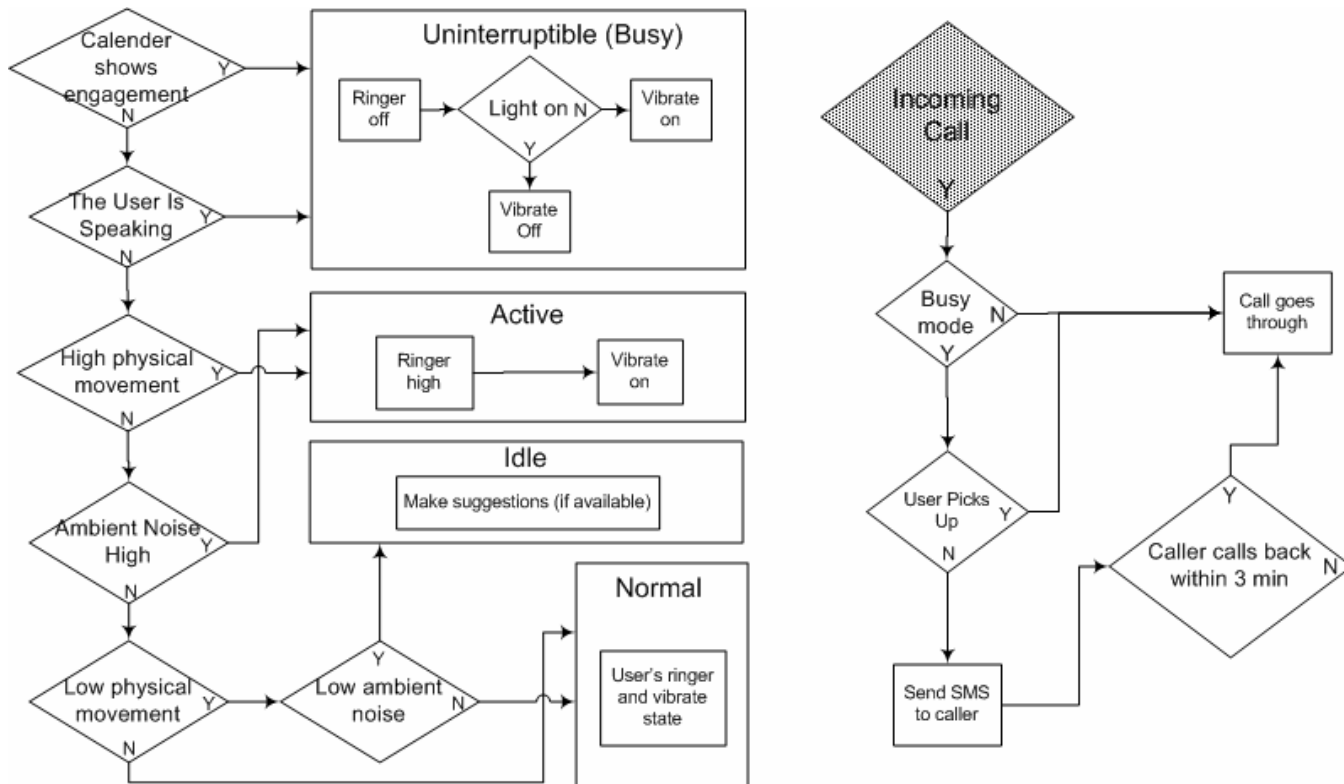 Calender
shows
engagement
Y
N
The User Is
Speaking
Y
N
High physical
movement
Y
N
Ambient Noise
High
Y
N
Low physical
movement
Y
N
Low ambient
noise
Y
N
Uninterruptible (Busy)
Ringer
off
Light on
N
Y
Vibrate
on
Vibrate
Off
Active
Ringer
high
Vibrate
on
Idle
Make suggestions (if available)
Normal
User's ringer
and vibrate
state
Incoming
Call
Y
Busy
mode
N
Y
User Picks
Up
Y
N
Send SMS
to caller
Call goes
through
Y
Caller calls back
within 3 min
N